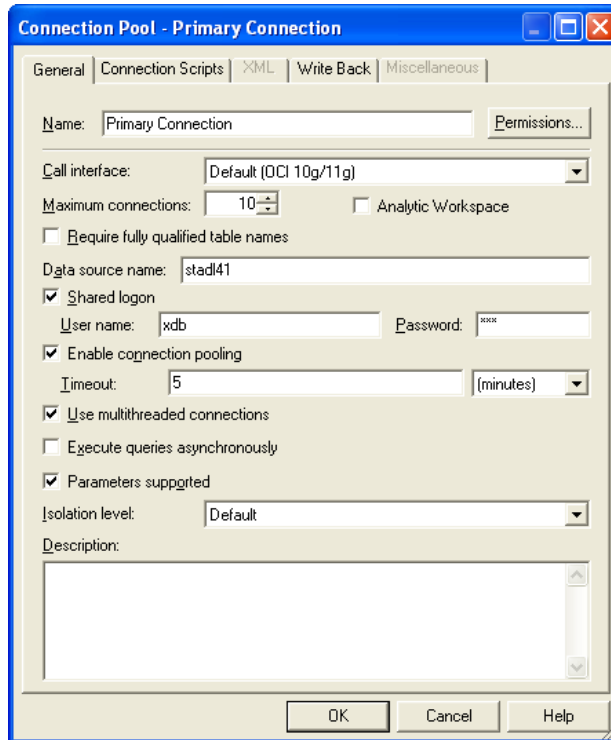 Connection Pool - Primary Connection
General Connection Scripts XML Write Back Miscellaneous
Name: Primary Connection Permissions...
Call interface: Default (OCI 10g/11g)
Maximum connections: 10 Analytic Workspace
Require fully qualified table names
Data source name: stadl41
Shared logon
User name: xdb Password: ***
Enable connection pooling
Timeout: 5 (minutes)
Use multithreaded connections
Execute queries asynchronously
Parameters supported
Isolation level: Default
Description:
OK Cancel Help